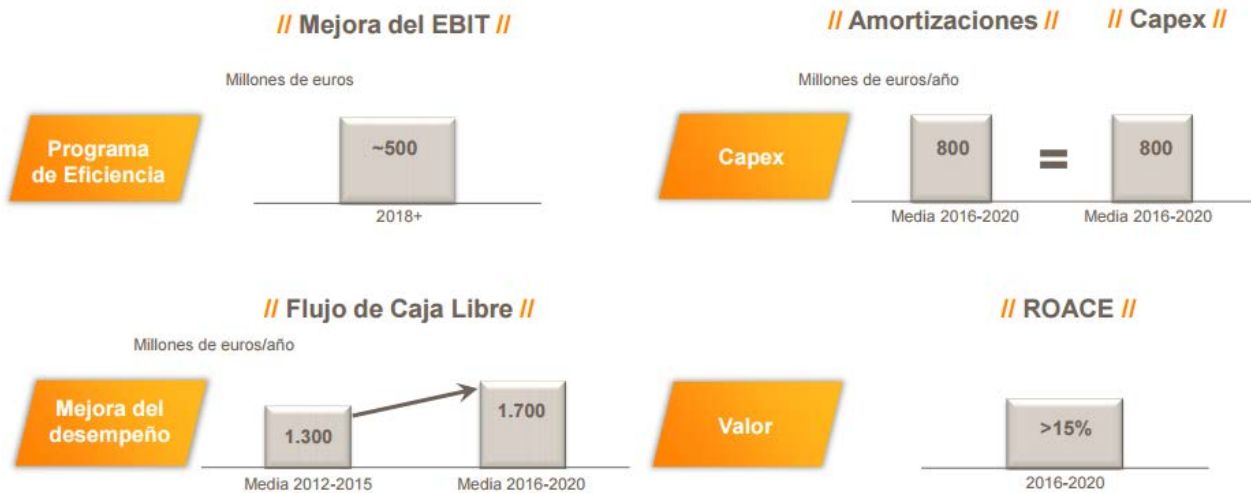 // Mejora del EBIT //
Millones de euros
Programa
de Eficiencia
~500
2018+
// Amortizaciones // // Capex //
Millones de euros/año
Capex
800 = 800
Media 2016-2020 Media 2016-2020
// Flujo de Caja Libre //
Millones de euros/año
Mejora del
desempeño
1.300
1.700
Media 2012-2015 Media 2016-2020
// ROACE //
Valor
>15%
2016-2020